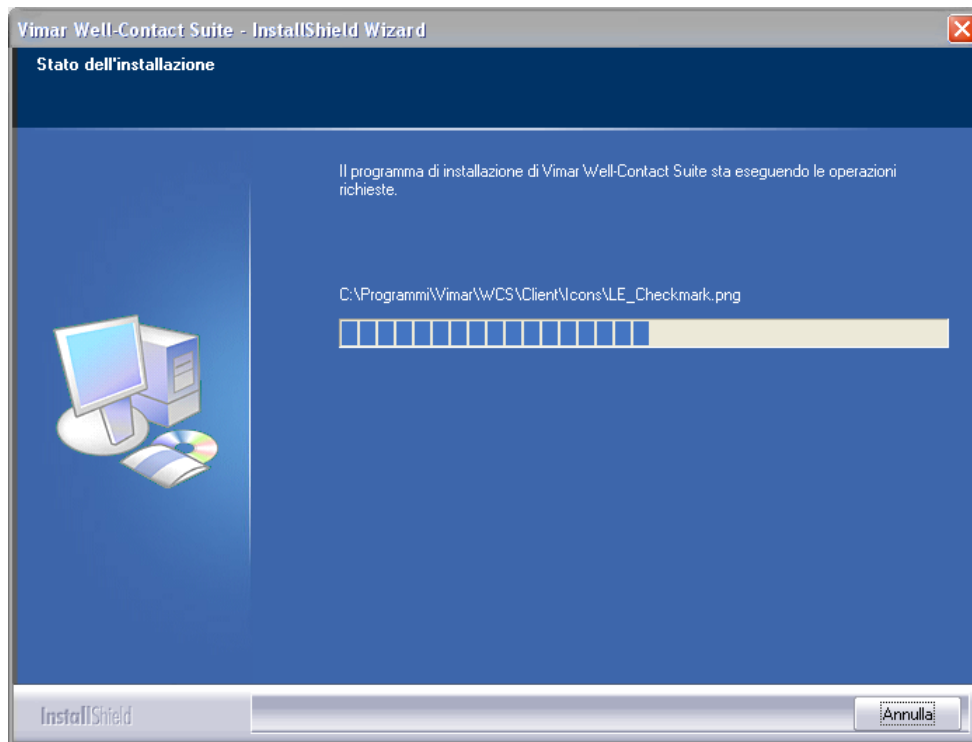 Vimar Well-Contact Suite - InstallShield Wizard
Stato dell'installazione
Il programma di installazione di Vimar Well-Contact Suite sta eseguendo le operazioni
richieste.
C:\Programmi\Vimar\WCS\Client\Icons\LE_Checkmark.png
InstallShield
Annulla